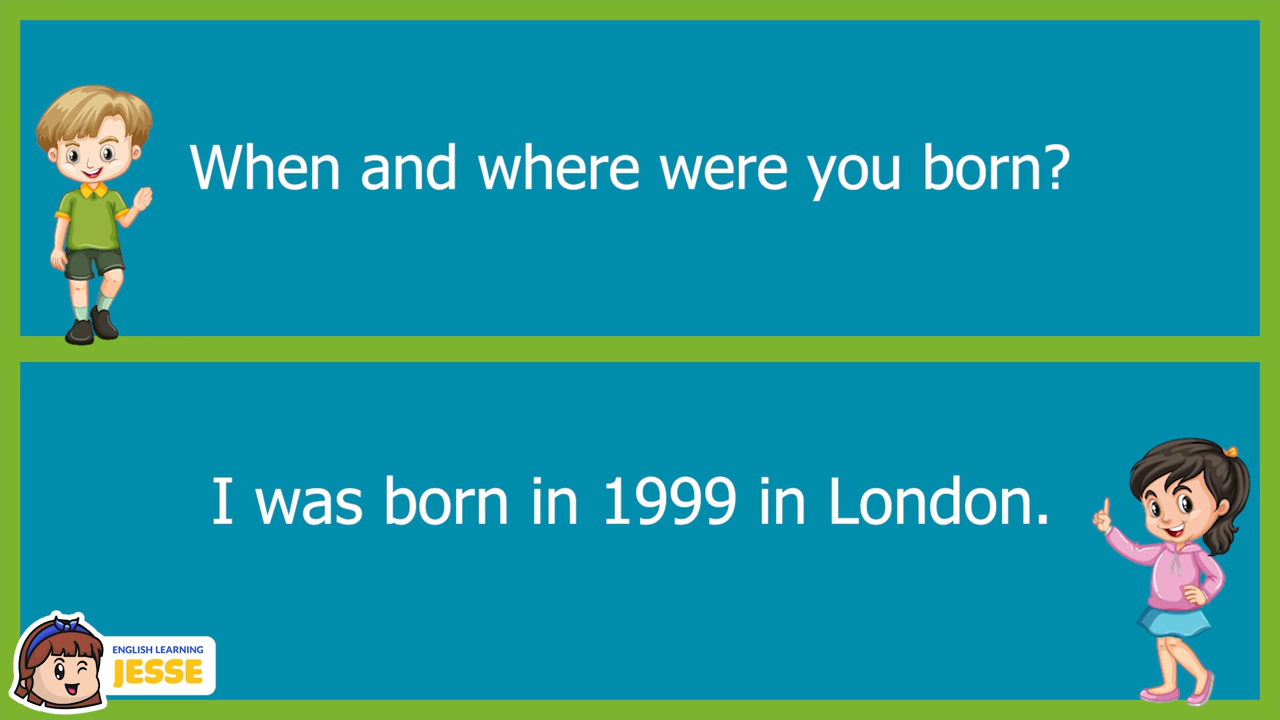 When and where were you born?
I was born in 1999 in London.
ENGLISH LEARNING
JESSE